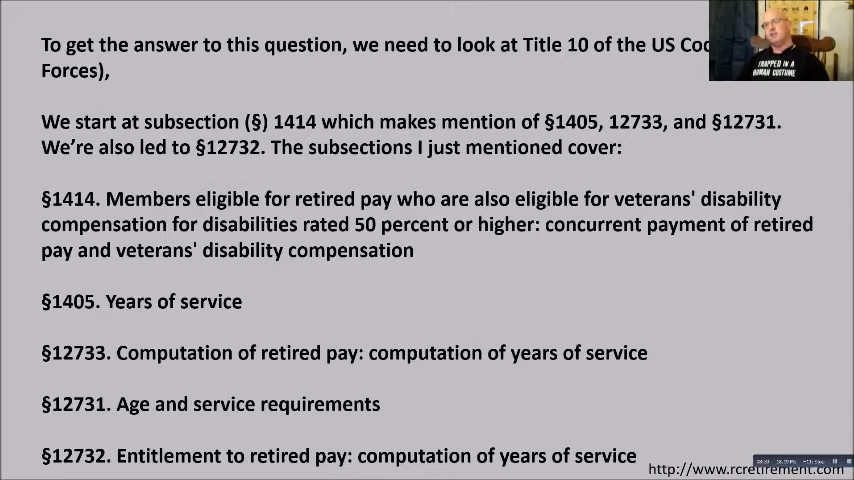 To get the answer to this question, we need to look at Title 10 of the US
Forces),
We start at subsection (§) 1414 which makes mention of §1405, 12733, and §12731.
We’re also led to §12732. The subsections I just mentioned cover:
§1414. Members eligible for retired pay who are also eligible for veterans' disability
compensation for disabilities rated 50 percent or higher: concurrent payment of retired
pay and veterans' disability compensation
§1405. Years of service
§12733. Computation of retired pay: computation of years of service
§12731. Age and service requirements
§12732. Entitlement to retired pay: computation of years of service
http://www.rcretirement.com
TRAPPED IN A
HUMAN COSTUME